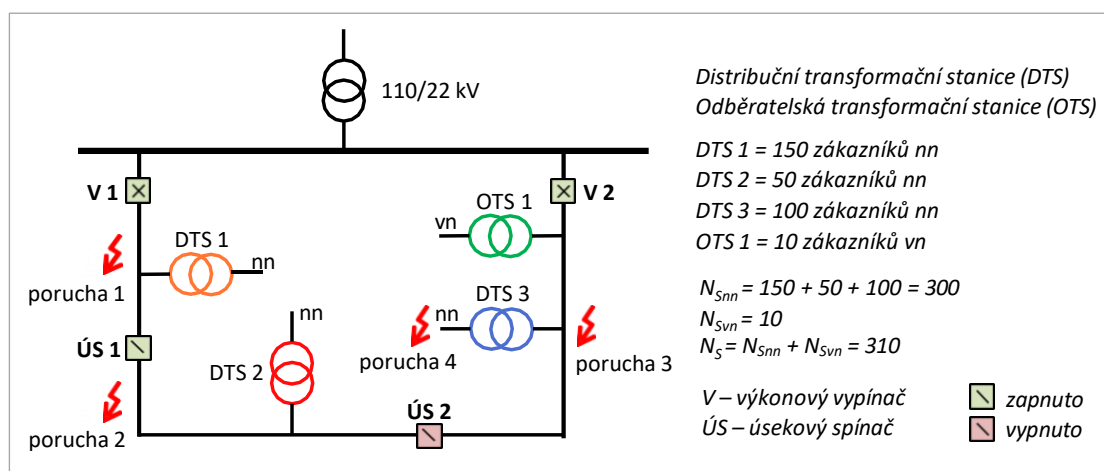 110/22 kV
V 1
V 2
OTS 1
vn
DTS 1
nn
porucha 1
nn
DTS 3
nn
porucha 4
porucha 3
ÚS 1
DTS 2
porucha 2
ÚS 2
Distribuční transformační stanice (DTS)
Odběratelská transformační stanice (OTS)
DTS 1 = 150 zákazníků nn
DTS 2 = 50 zákazníků nn
DTS 3 = 100 zákazníků nn
OTS 1 = 10 zákazníků vn
N_Snn = 150 + 50 + 100 = 300
N_Svn = 10
N_S = N_Snn + N_Svn = 310
V – výkonový vypínač
ÚS – úsekový spínač
zapnuto
vypnuto